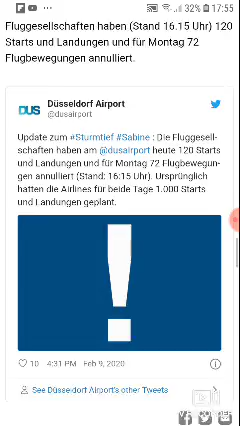 32% 17:55
Fluggesellschaften haben (Stand 16.15 Uhr) 120
Starts und Landungen und für Montag 72
Flugbewegungen annulliert.
DUS Düsseldorf Airport
@dusairport
Update zum #Sturmtief #Sabine : Die Fluggesell-
schaften haben am @dusairport heute 120 Starts
und Landungen und für Montag 72 Flugbewegun-
gen annulliert (Stand: 16:15 Uhr). Ursprünglich
hatten die Airlines für beide Tage 1.000 Starts
und Landungen geplant.
!
10 4:31 PM · Feb 9, 2020
See Düsseldorf Airport's other Tweets